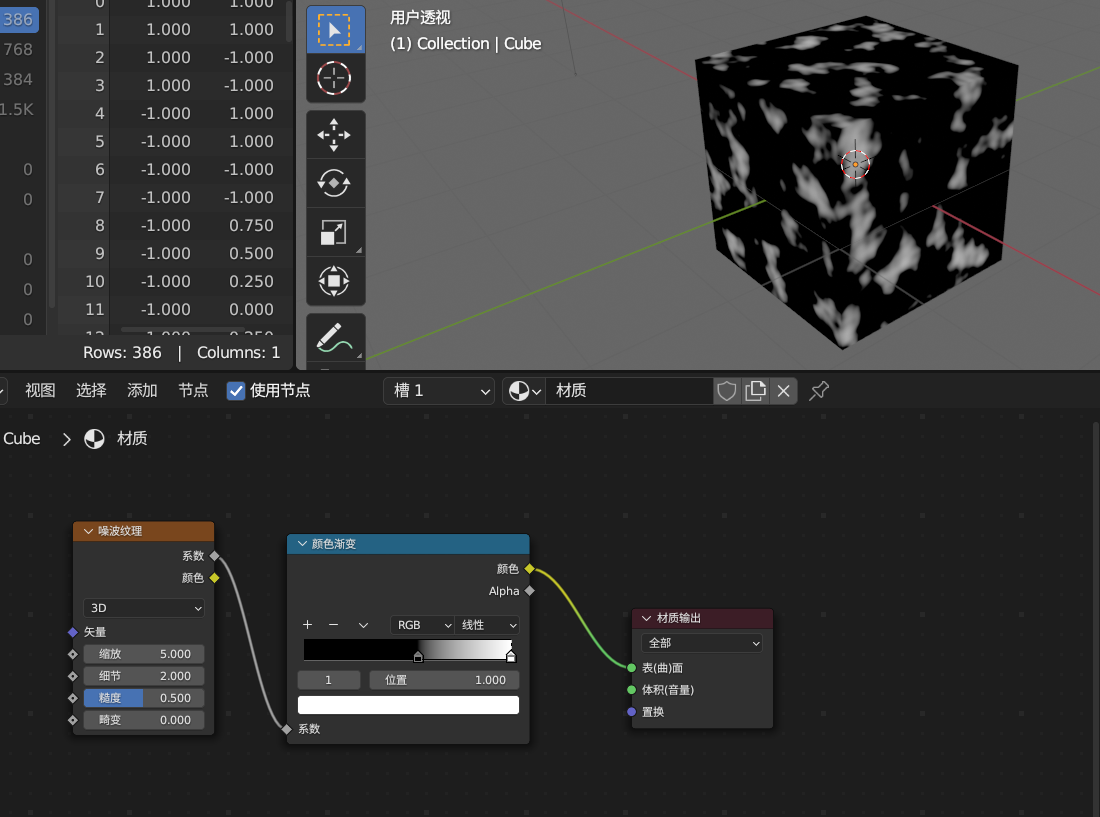 386
768
384
1.5K
0
0
0
0
0
0 1.000 1.000
1 1.000 1.000
2 1.000 -1.000
3 1.000 -1.000
4 -1.000 1.000
5 -1.000 1.000
6 -1.000 -1.000
7 -1.000 -1.000
8 -1.000 0.750
9 -1.000 0.500
10 -1.000 0.250
11 -1.000 0.000
Rows: 386 | Columns: 1
用户透视
(1) Collection | Cube
视图 选择 添加 节点 使用节点 槽 1 材质
Cube > 材质
噪波纹理
系数
颜色
3D
矢量
缩放 5.000
细节 2.000
糙度 0.500
畸变 0.000
颜色渐变
颜色
Alpha
+ − RGB 线性
1 位置 1.000
系数
材质输出
全部
表(曲)面
体积(音量)
置换